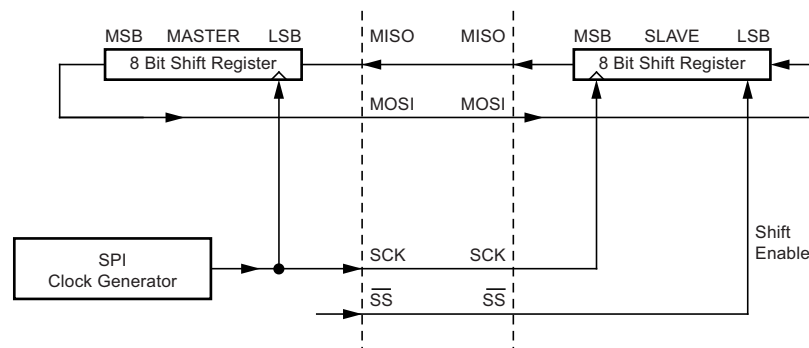 MSB MASTER LSB MISO MISO MSB SLAVE LSB
8 Bit Shift Register 8 Bit Shift Register
MOSI MOSI
SPI
Clock Generator
SCK SCK
Shift
Enable
SS SS